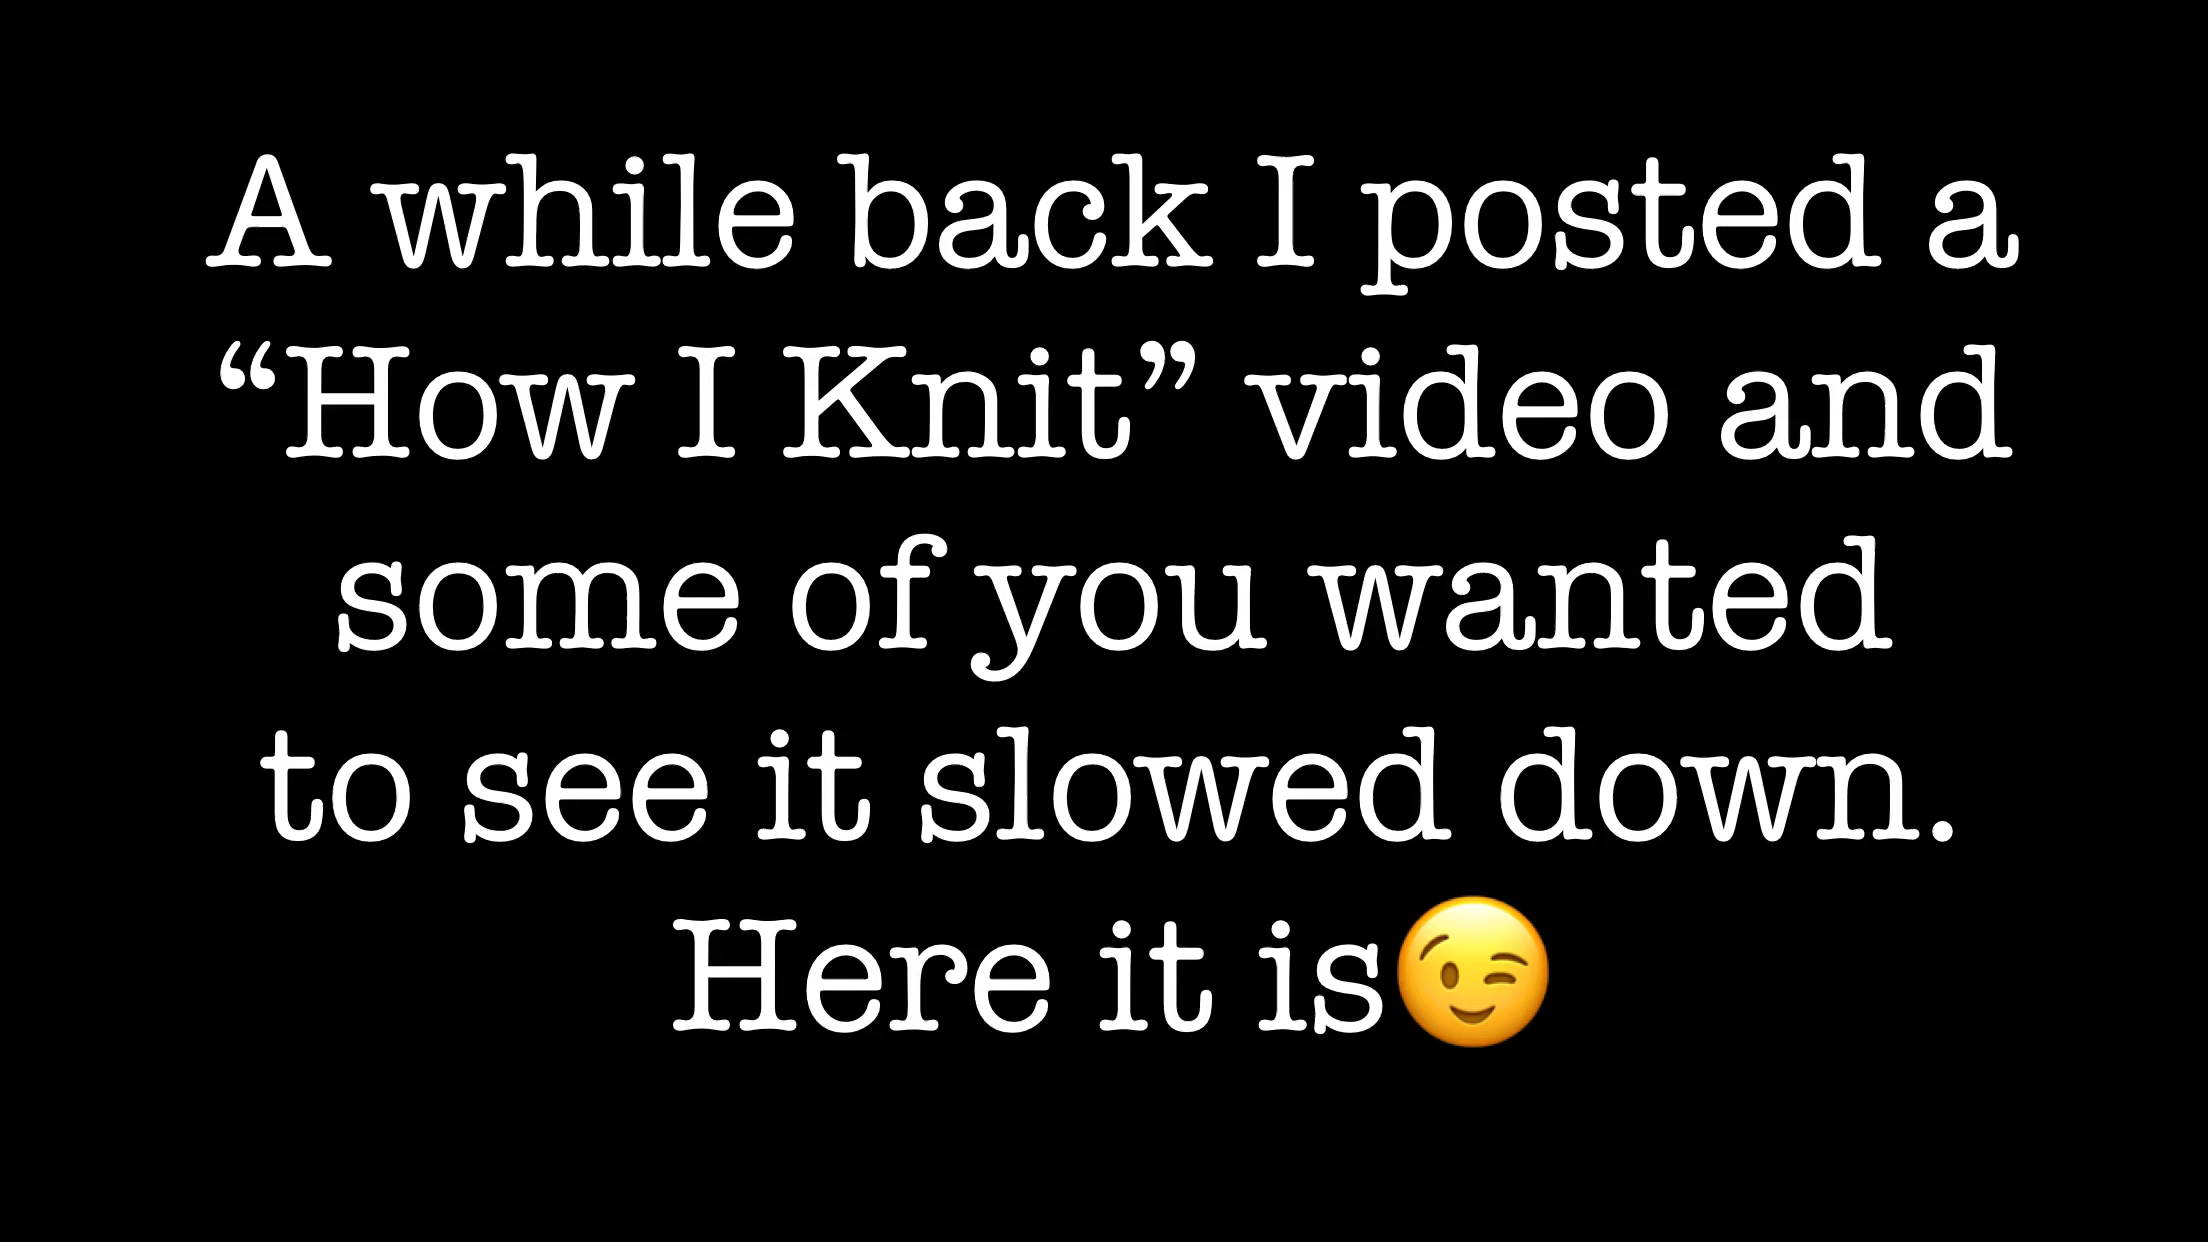 A while back I posted a
“How I Knit” video and
some of you wanted
to see it slowed down.
Here it is😉